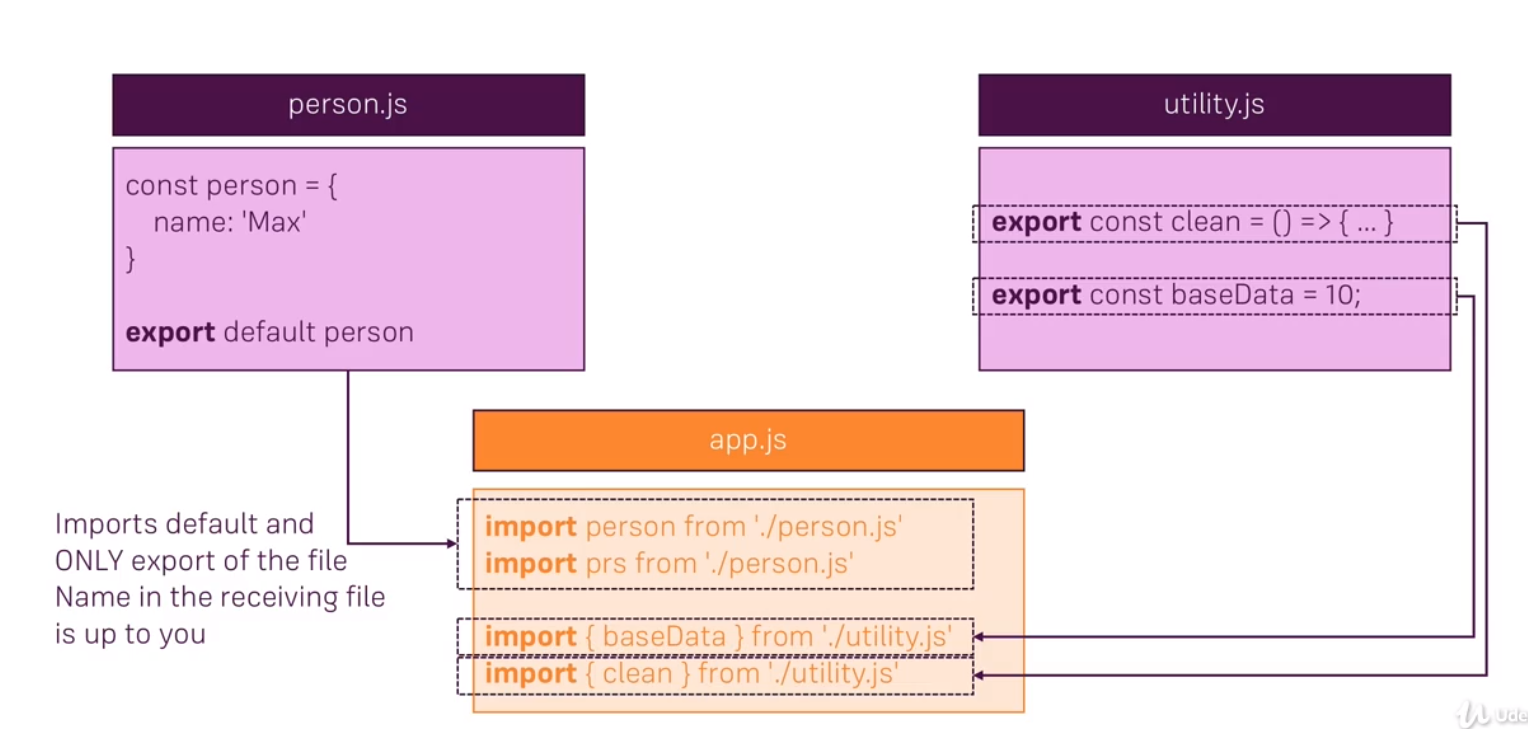 person.js
const person = {
name: 'Max'
}
export default person
utility.js
export const clean = () => { ... }
export const baseData = 10;
app.js
import person from './person.js'
import prs from './person.js'
import { baseData } from './utility.js'
import { clean } from './utility.js'
Imports default and
ONLY export of the file
Name in the receiving file
is up to you